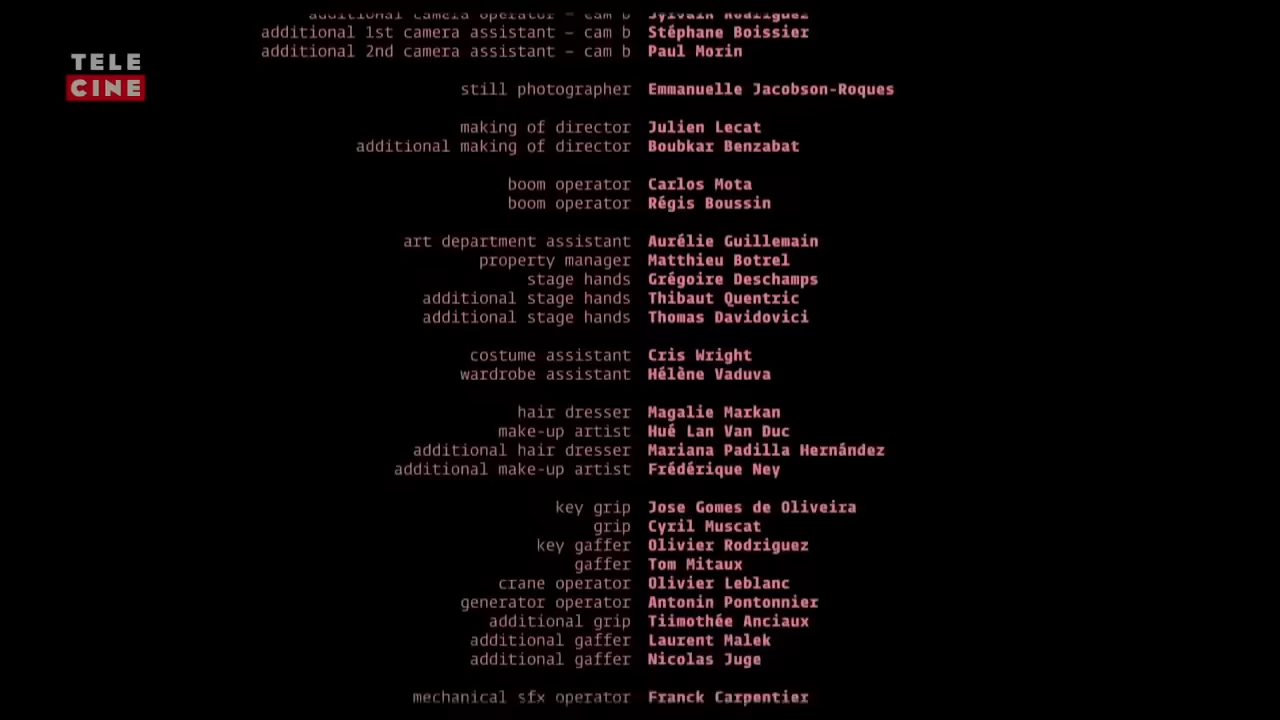 additional camera operator – cam b Sylvain Rodriguez
additional 1st camera assistant – cam b Stéphane Boissier
additional 2nd camera assistant – cam b Paul Morin
TELE
CINE
still photographer Emmanuelle Jacobson-Roques
making of director Julien Lecat
additional making of director Boubkar Benzabat
boom operator Carlos Mota
boom operator Régis Boussin
art department assistant Aurélie Guillemain
property manager Matthieu Botrel
stage hands Grégoire Deschamps
additional stage hands Thibaut Quentric
additional stage hands Thomas Davidovici
costume assistant Cris Wright
wardrobe assistant Hélène Vaduva
hair dresser Magalie Markan
make-up artist Hué Lan Van Duc
additional hair dresser Mariana Padilla Hernández
additional make-up artist Frédérique Ney
key grip Jose Gomes de Oliveira
grip Cyril Muscat
key gaffer Olivier Rodriguez
gaffer Tom Mitaux
crane operator Olivier Leblanc
generator operator Antonin Pontonnier
additional grip Tiimothée Anciaux
additional gaffer Laurent Malek
additional gaffer Nicolas Juge
mechanical sfx operator Franck Carpentier